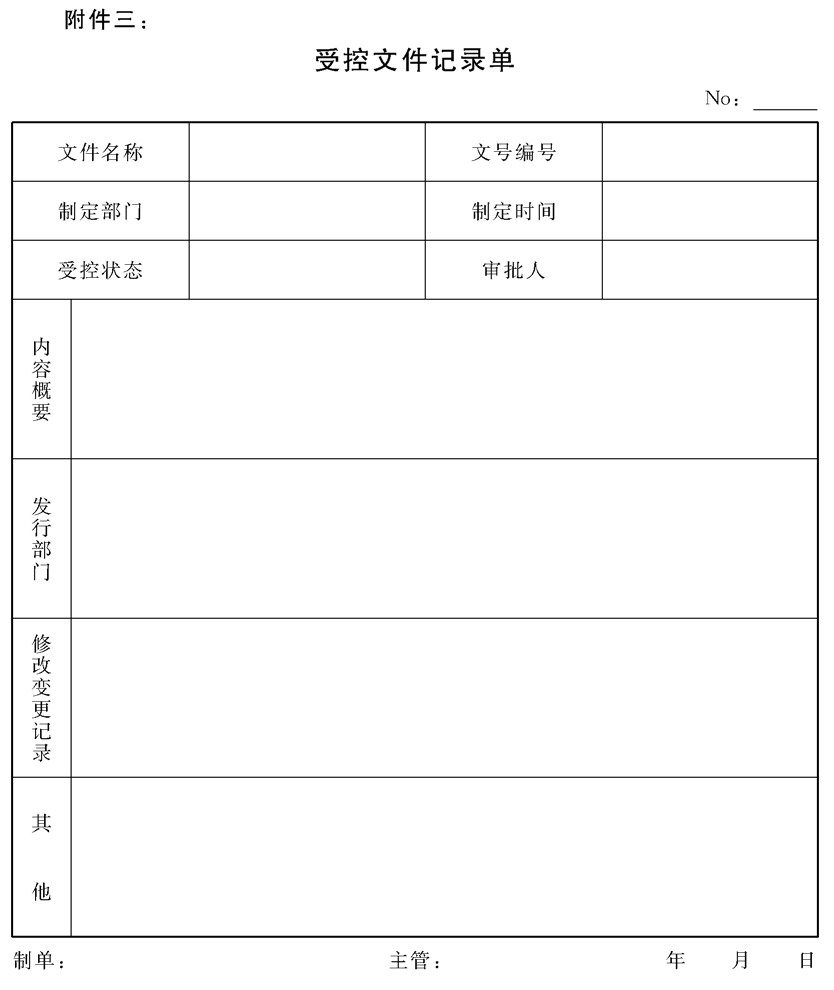 附件三：
受控文件记录单
No：
文件名称 文号编号
制定部门 制定时间
受控状态 审批人
内容概要
发行部门
修改变更记录
其他
制单： 主管： 年 月 日